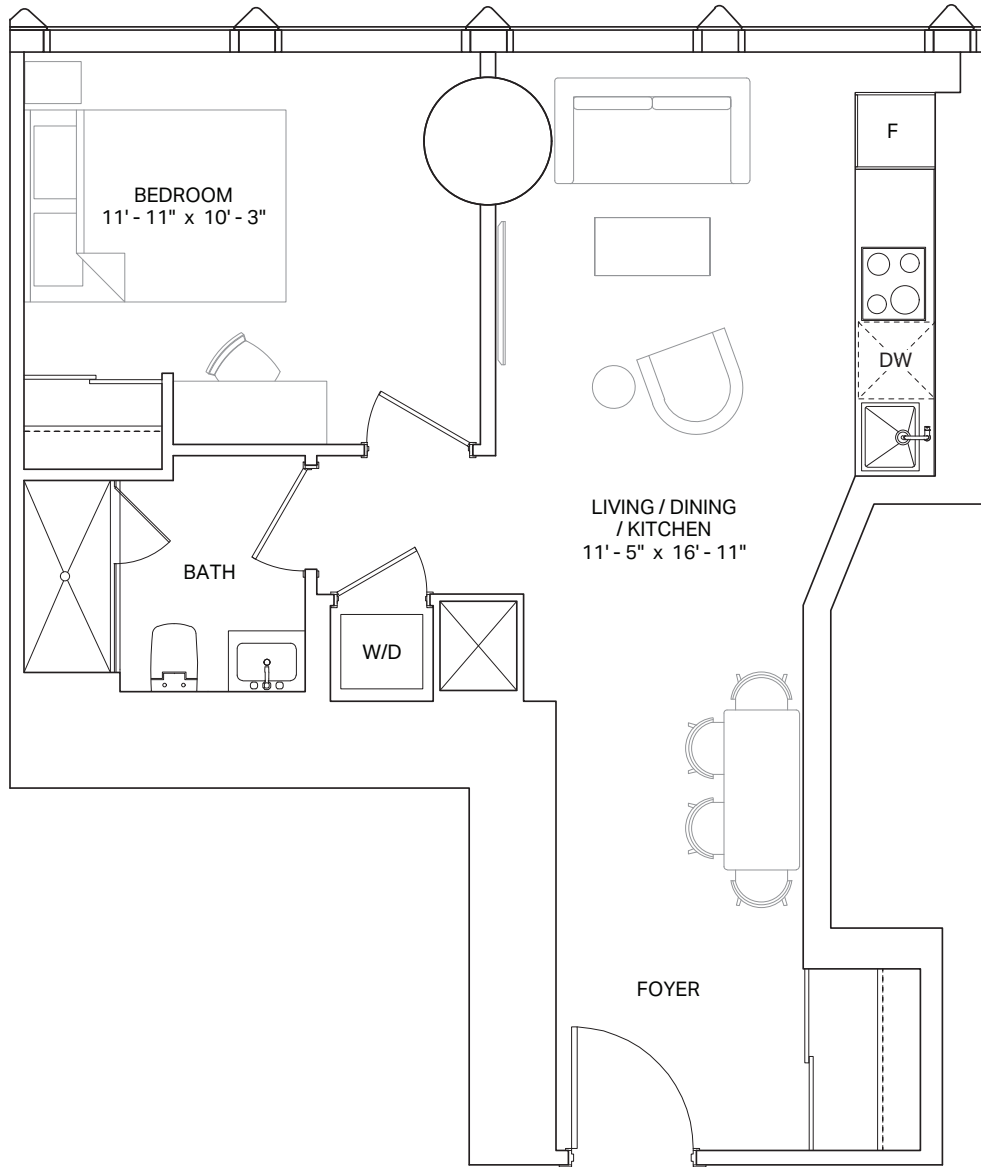 F
BEDROOM
11' - 11" x 10' - 3"
DW
LIVING / DINING
/ KITCHEN
11' - 5" x 16' - 11"
BATH
W/D
FOYER